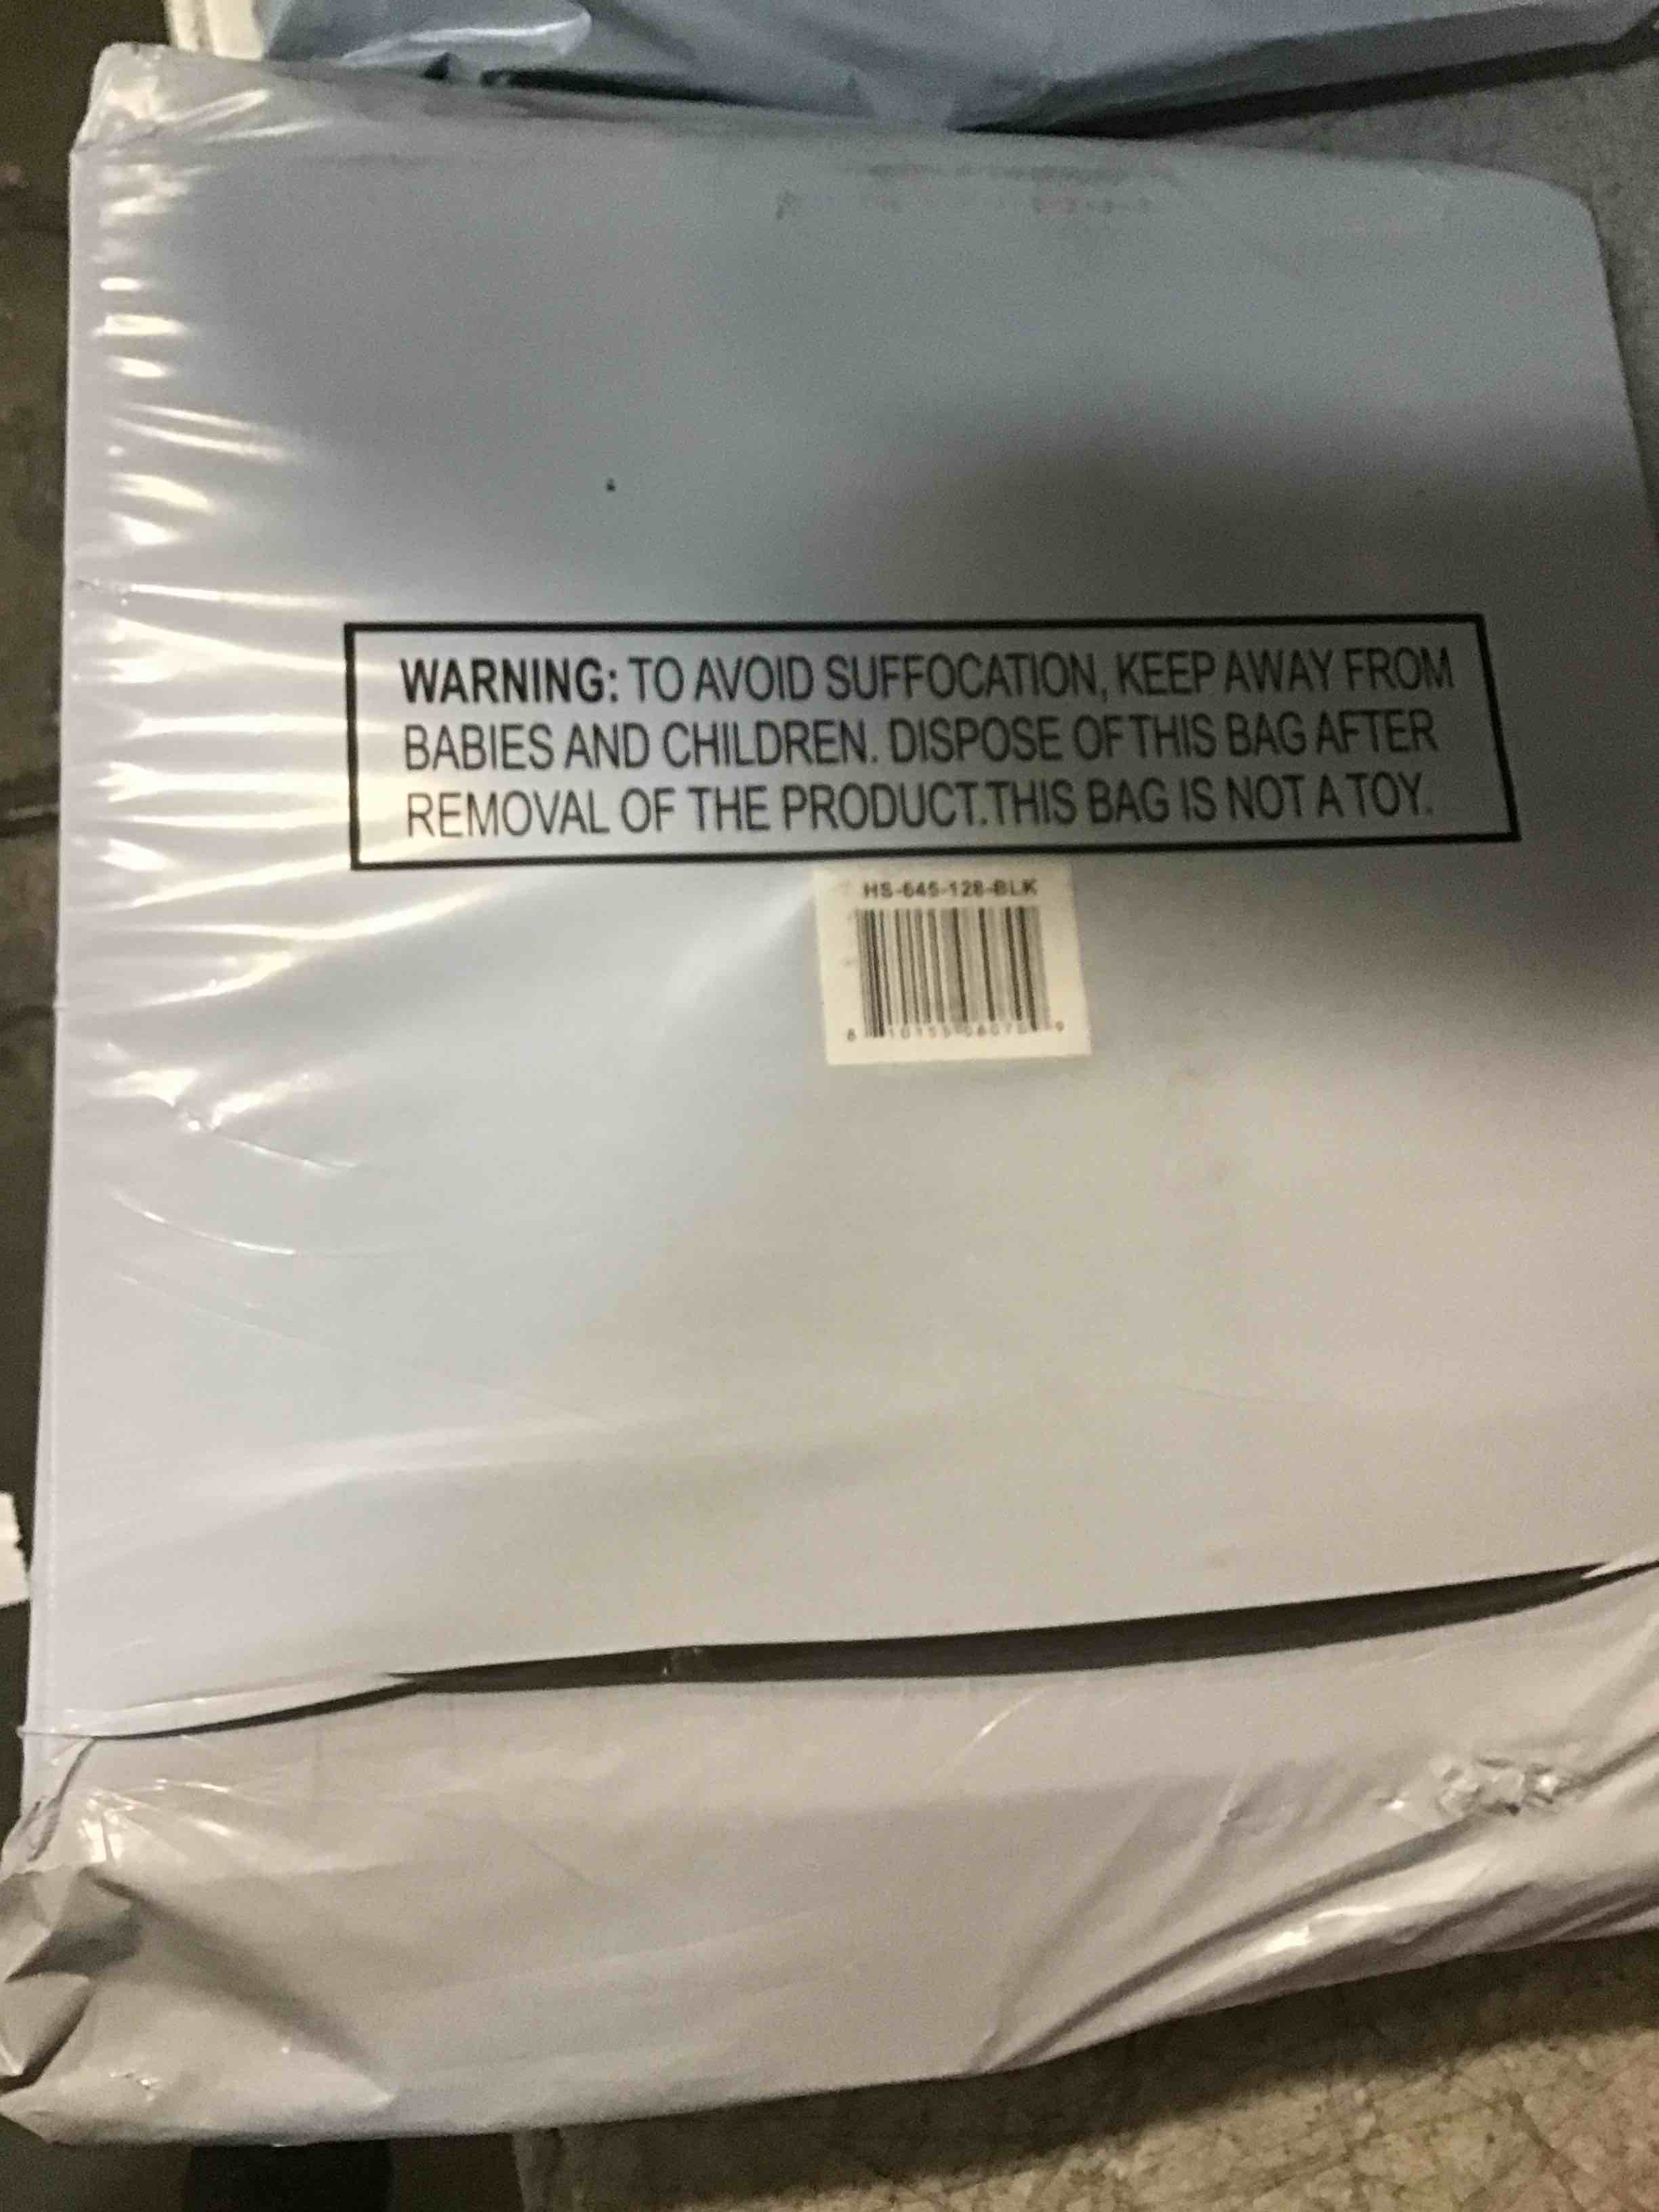 WARNING: TO AVOID SUFFOCATION, KEEP AWAY FROM
BABIES AND CHILDREN. DISPOSE OF THIS BAG AFTER
REMOVAL OF THE PRODUCT.THIS BAG IS NOT A TOY.
HS-645-128-BLK